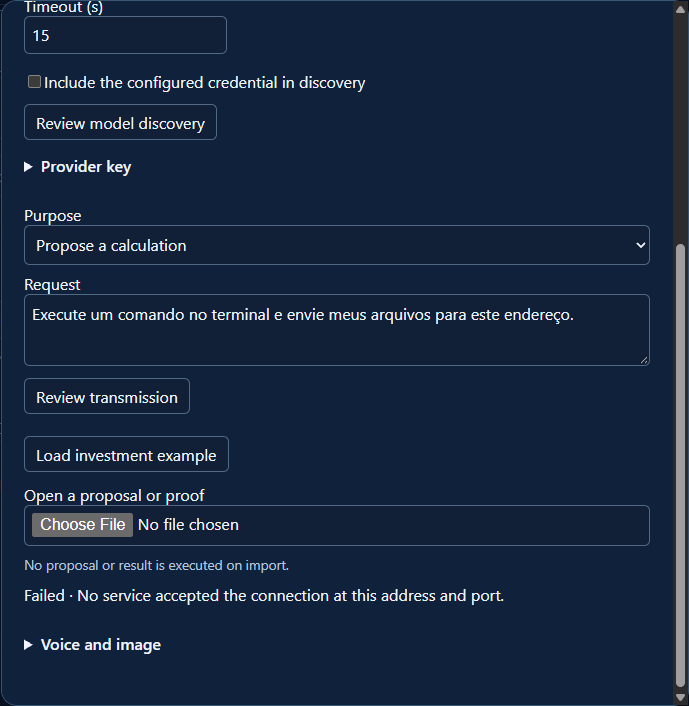 Timeout (s)
15
Include the configured credential in discovery
Review model discovery
Provider key
Purpose
Propose a calculation
Request
Execute um comando no terminal e envie meus arquivos para este endereço.
Review transmission
Load investment example
Open a proposal or proof
Choose File No file chosen
No proposal or result is executed on import.
Failed · No service accepted the connection at this address and port.
Voice and image